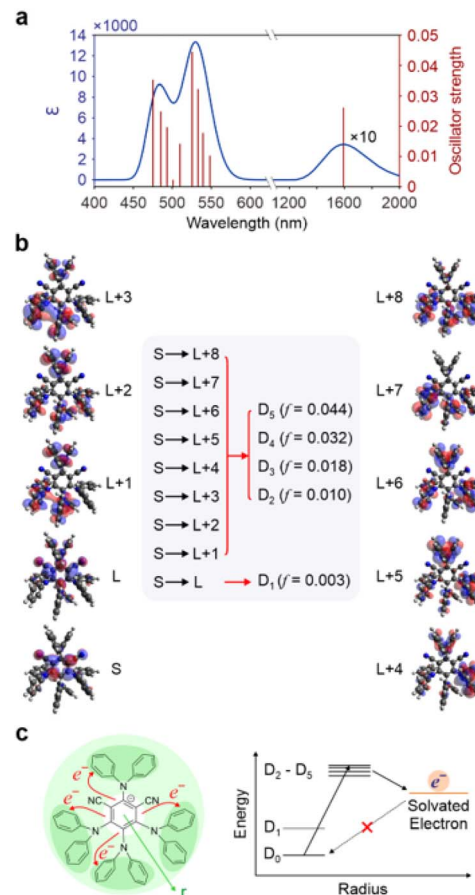 a
×1000
14
12
10
8
6
4
2
0
ε
0.05
0.04
0.03
0.02
0.01
0
Oscillator strength
×10
400 450 500 550 600 1200 1600 2000
Wavelength (nm)
b
L+3
L+2
L+1
L
S
S → L+8
S → L+7
S → L+6
S → L+5
S → L+4
S → L+3
S → L+2
S → L+1
S → L
D₅ (f = 0.044)
D₄ (f = 0.032)
D₃ (f = 0.018)
D₂ (f = 0.010)
D₁ (f = 0.003)
L+8
L+7
L+6
L+5
L+4
c
e⁻
e⁻
e⁻
e⁻
NC
CN
N
N
N
N
r
Energy
D₂ - D₅
D₁
D₀
e⁻
Solvated
Electron
Radius